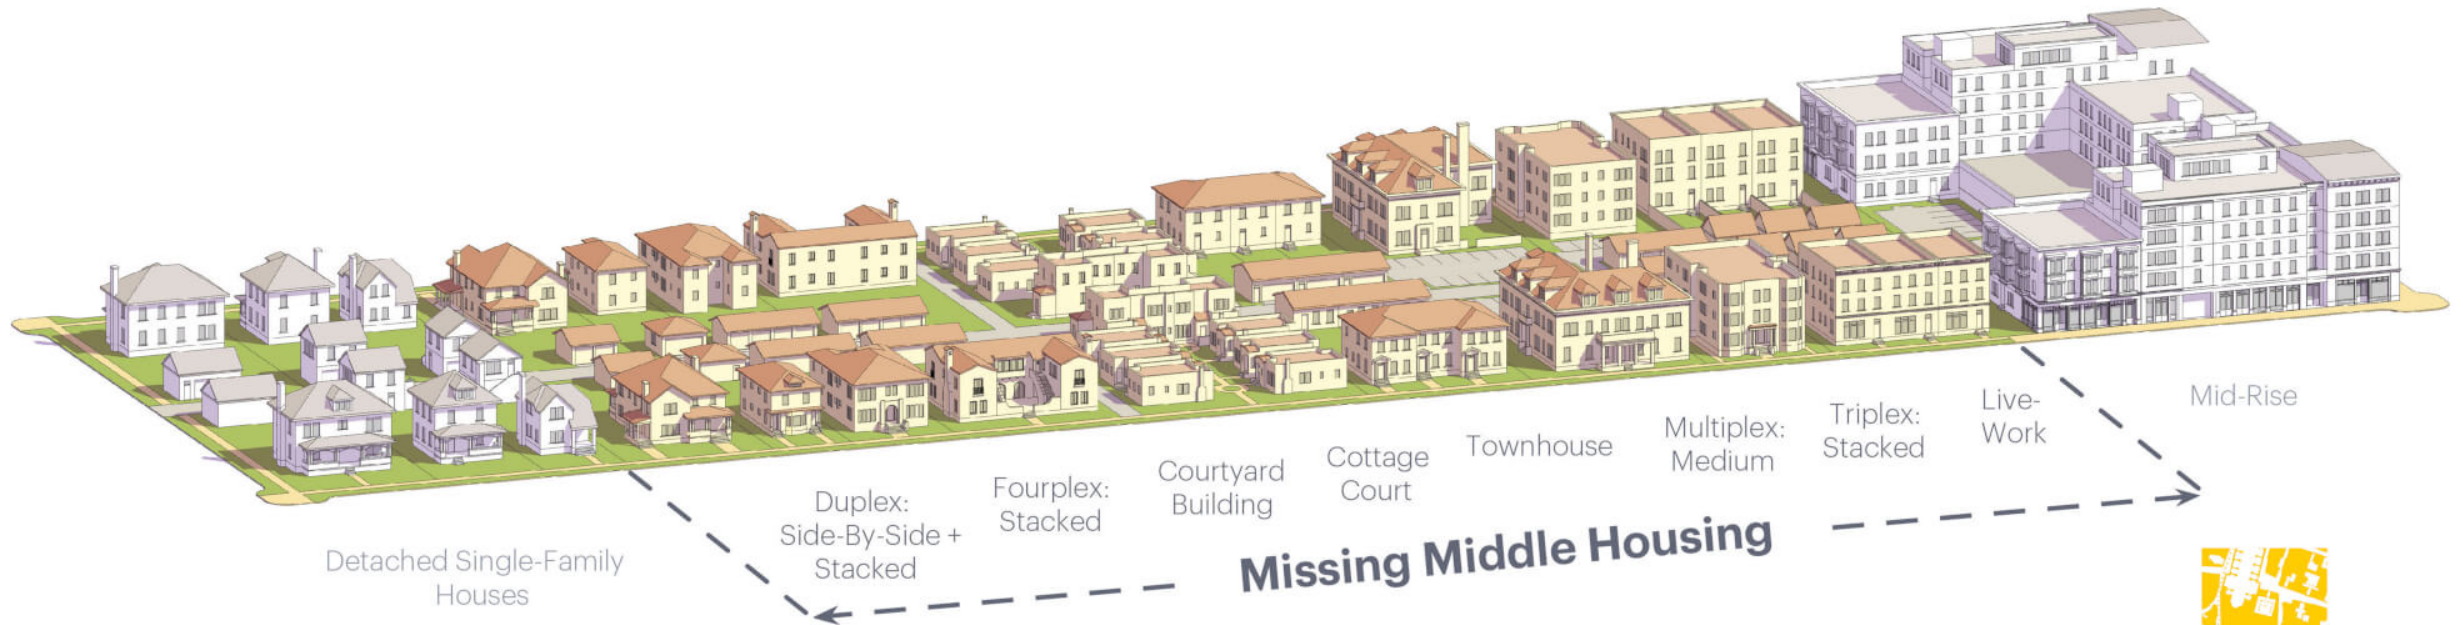 Detached Single-Family
Houses
Duplex:
Side-By-Side +
Stacked
Fourplex:
Stacked
Courtyard
Building
Cottage
Court
Townhouse
Multiplex:
Medium
Triplex:
Stacked
Live-
Work
Mid-Rise
Missing Middle Housing